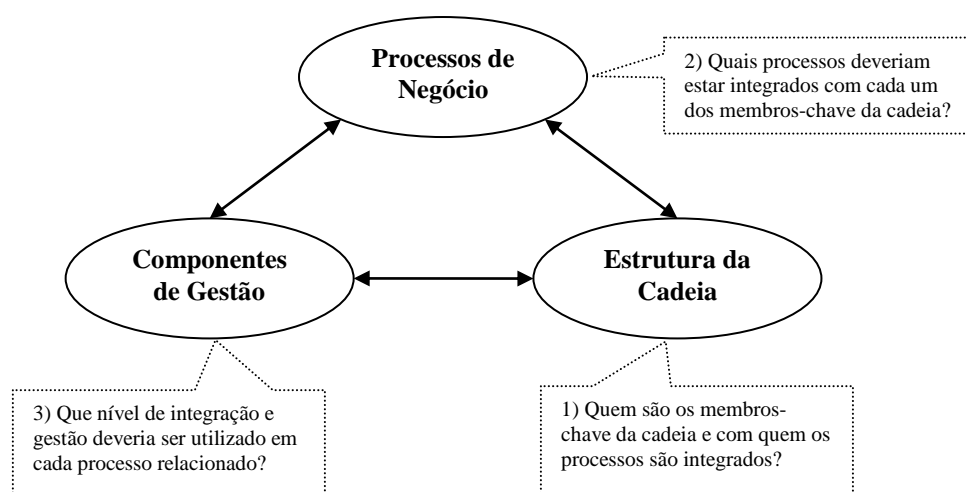 Processos de
Negócio
2) Quais processos deveriam
estar integrados com cada um
dos membros-chave da cadeia?
Componentes
de Gestão
Estrutura da
Cadeia
3) Que nível de integração e
gestão deveria ser utilizado em
cada processo relacionado?
1) Quem são os membros-
chave da cadeia e com quem os
processos são integrados?